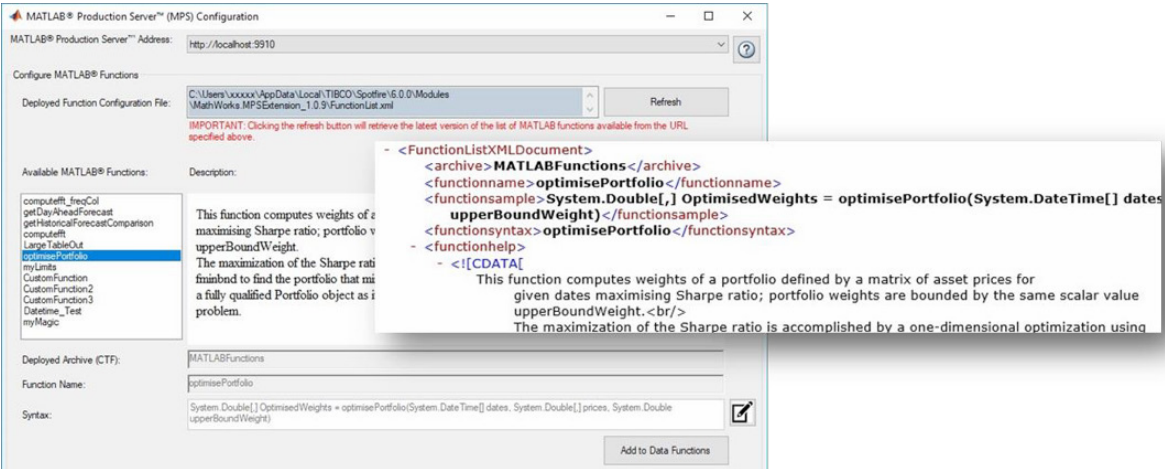 MATLAB® Production Server™ (MPS) Configuration
MATLAB® Production Server™ Address:
http://localhost:9910
Configure MATLAB® Functions
Deployed Function Configuration File:
C:\Users\xxxxx\AppData\Local\TIBCO\Spotfire\6.0.0\Modules
\MathWorks.MPSExtension_1.0.9\FunctionList.xml
Refresh
IMPORTANT: Clicking the refresh button will retrieve the latest version of the list of MATLAB functions available from the URL
specified above.
Available MATLAB® Functions:
Description:
computefft_freqCol
getDayAheadForecast
getHistoricalForecastComparison
computefft
LargeTableOut
optimisePortfolio
myLimits
CustomFunction
CustomFunction2
CustomFunction3
Datetime_Test
myMagic
This function computes weights of a
maximising Sharpe ratio; portfolio
upperBoundWeight.
The maximization of the Sharpe rati
fminbnd to find the portfolio that mi
a fully qualified Portfolio object as i
problem.
- <FunctionListXMLDocument>
<archive>MATLABFunctions</archive>
<functionname>optimisePortfolio</functionname>
<functionsample>System.Double[,] OptimisedWeights = optimisePortfolio(System.DateTime[] dates
upperBoundWeight)</functionsample>
<functionsyntax>optimisePortfolio</functionsyntax>
- <functionhelp>
- <![CDATA[
This function computes weights of a portfolio defined by a matrix of asset prices for
given dates maximising Sharpe ratio; portfolio weights are bounded by the same scalar value
upperBoundWeight.<br/>
The maximization of the Sharpe ratio is accomplished by a one-dimensional optimization using
Deployed Archive (CTF):
MATLABFunctions
Function Name:
optimisePortfolio
Syntax:
System.Double[,] OptimisedWeights = optimisePortfolio(System.DateTime[] dates, System.Double[,] prices, System.Double
upperBoundWeight)
Add to Data Functions